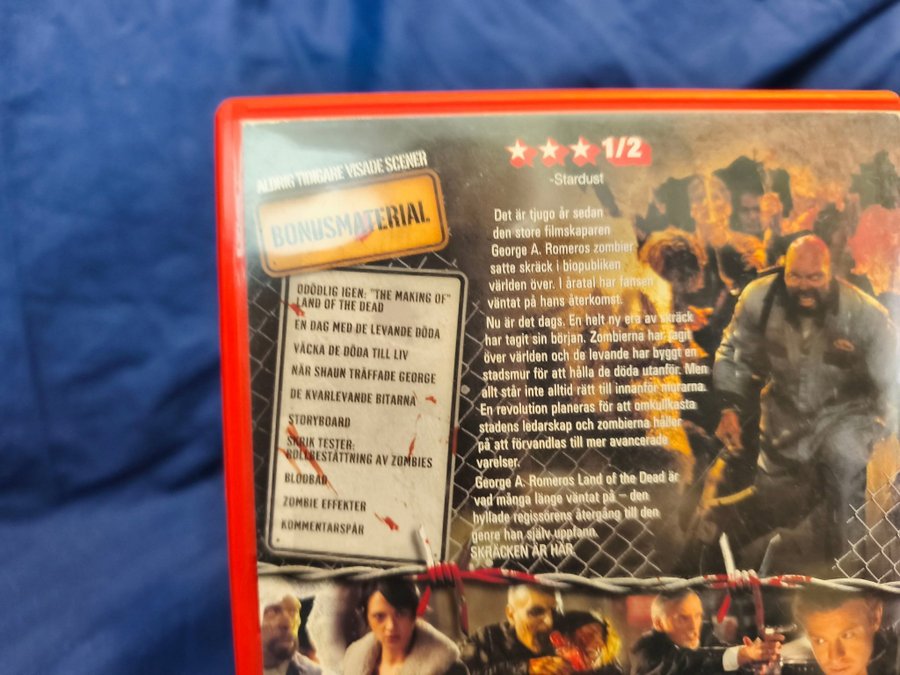 ALDRIG TIDIGARE VISADE SCENER
BONUSMATERIAL
ODÖDLIG IGEN: "THE MAKING OF"
LAND OF THE DEAD
EN DAG MED DE LEVANDE DÖDA
VÄCKA DE DÖDA TILL LIV
NÄR SHAUN TRÄFFADE GEORGE
DE KVARLEVANDE BITARNA
STORYBOARD
SKRIK TESTER:
ROLLBESTÄTTNING AV ZOMBIES
BLODBAD
ZOMBIE EFFEKTER
KOMMENTARSPÅR
1/2
-Stardust
Det är tjugo år sedan
den store filmskaparen
George A. Romeros zombier
satte skräck i biopubliken
världen över. I åratal har fansen
väntat på hans återkomst.
Nu är det dags. En helt ny era av skräck
har tagit sin början. Zombierna har tagit
över världen och de levande har byggt en
stadsmur för att hålla de döda utanför. Men
allt står inte alltid rätt till innanför murarna.
En revolution planeras för att omkullkasta
stadens ledarskap och zombierna håller
på att förvandlas till mer avancerade
varelser.
George A. Romeros Land of the Dead är
vad många länge väntat på – den
hyllade regissörens återgång till den
genre han själv uppfann.
SKRÄCKEN ÄR HÄR.